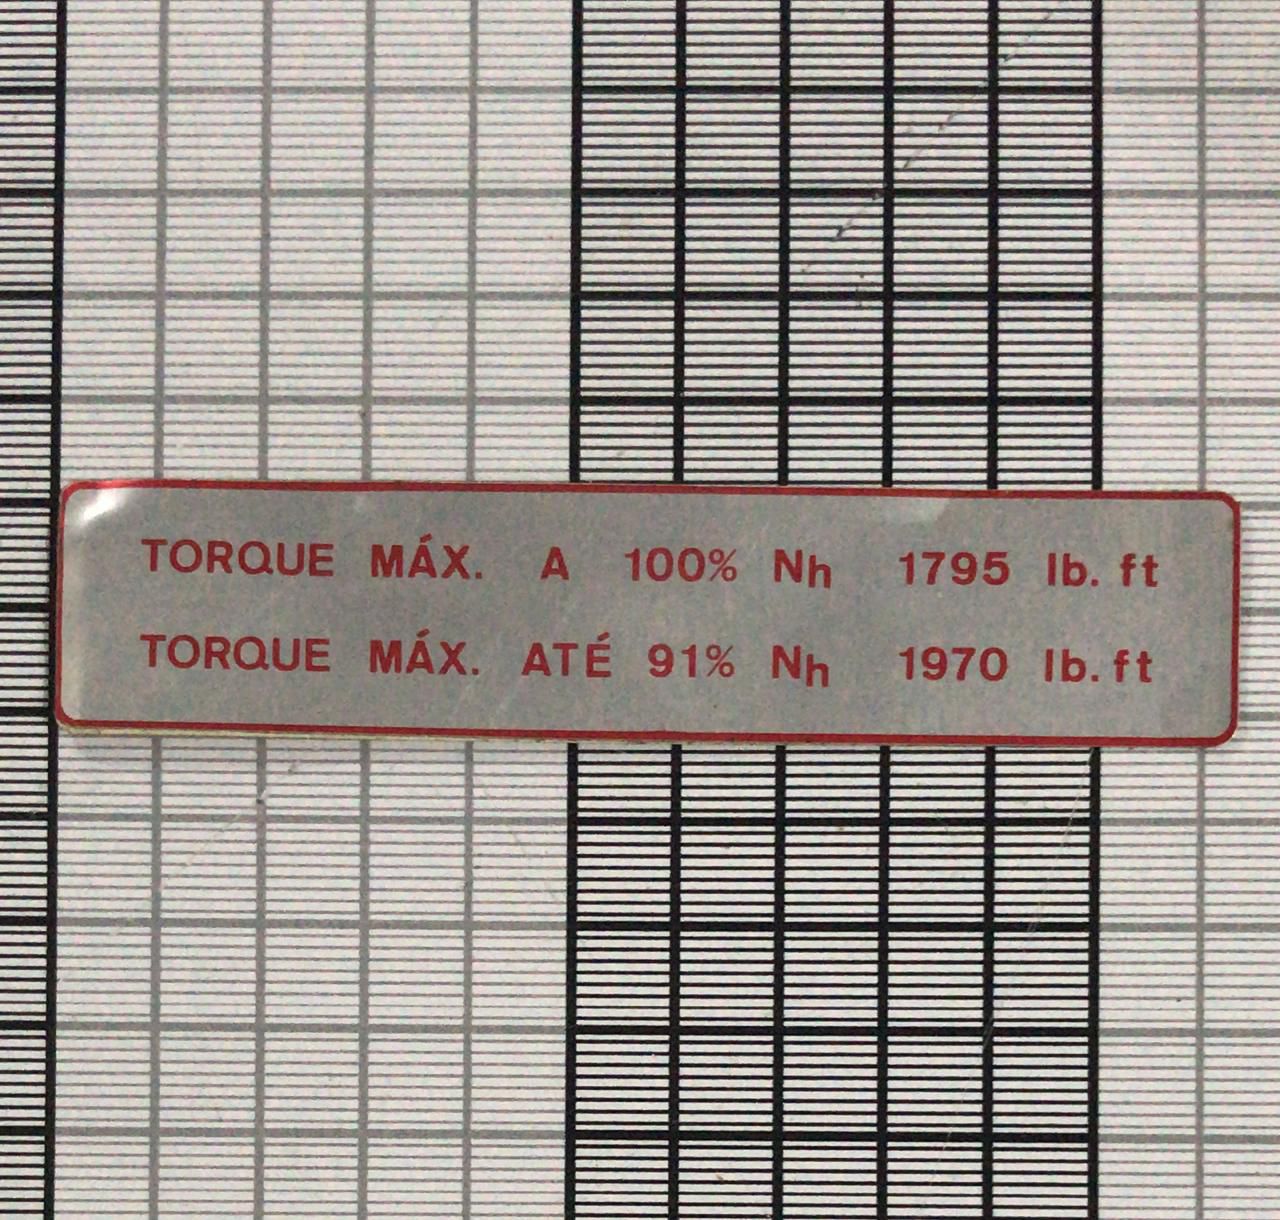 TORQUE MÁX. A 100% Nh 1795 lb. ft
TORQUE MÁX. ATÉ 91% Nh 1970 lb. ft